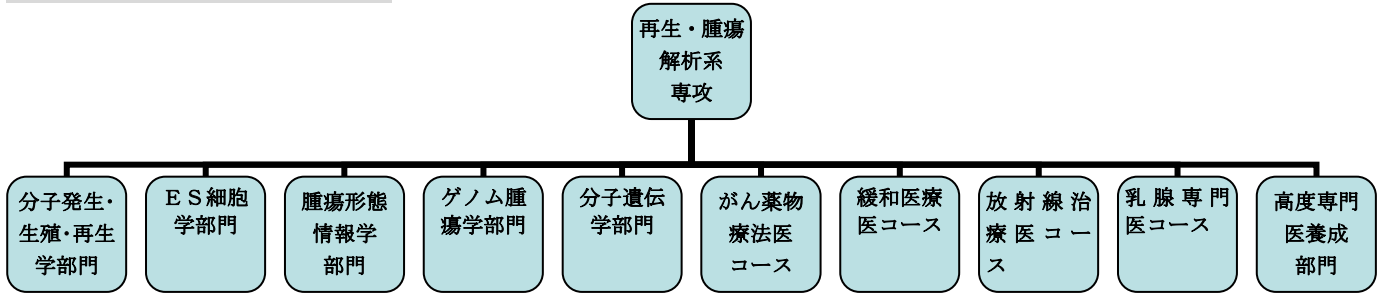 再生・腫瘍
解析系
専攻
分子発生・
生殖・再生
学部門
ＥＳ細胞
学部門
腫瘍形態
情報学
部門
ゲノム腫
瘍学部門
分子遺伝
学部門
がん薬物
療法医
コース
緩和医療
医コース
放射線治
療医コー
ス
乳腺専門
医コース
高度専門
医養成
部門